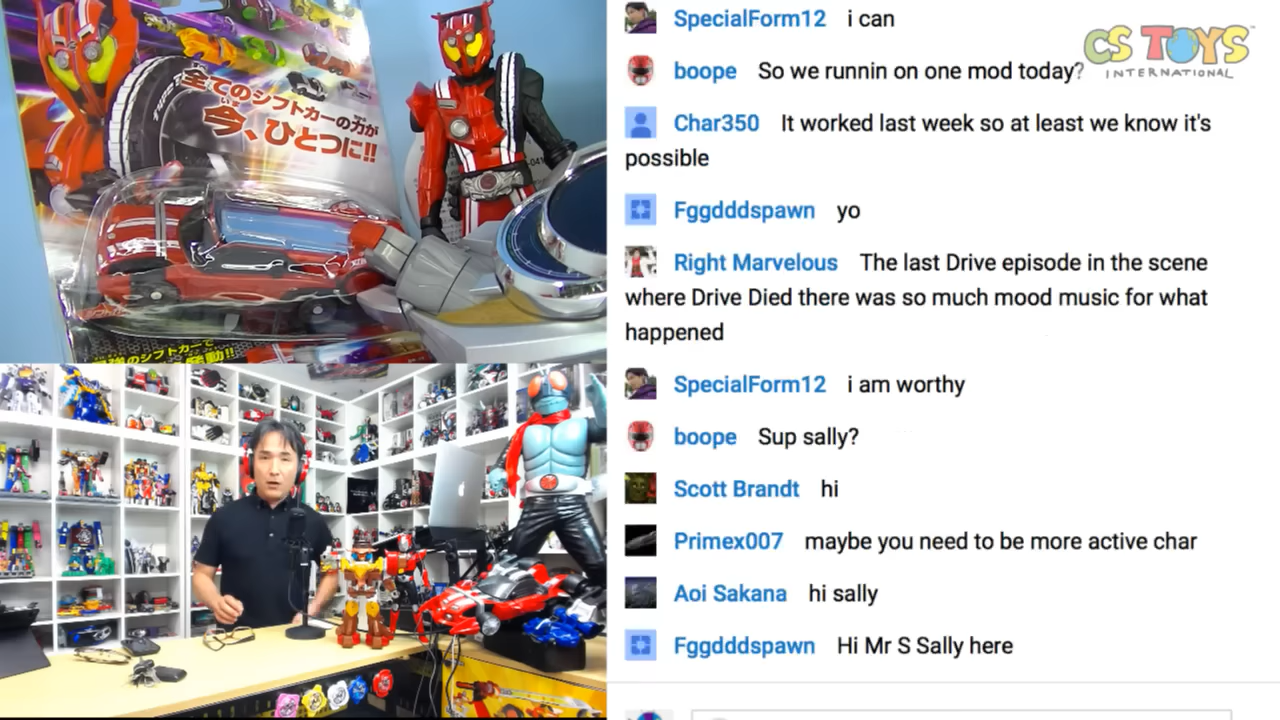 全てのシフトカーの力が
いま
今、ひとつに!!
SpecialForm12 i can
CS TOYS
INTERNATIONAL
boope So we runnin on one mod today?
Char350 It worked last week so at least we know it's
possible
Fggdddspawn yo
Right Marvelous The last Drive episode in the scene
where Drive Died there was so much mood music for what
happened
SpecialForm12 i am worthy
boope Sup sally?
Scott Brandt hi
Primex007 maybe you need to be more active char
Aoi Sakana hi sally
Fggdddspawn Hi Mr S Sally here